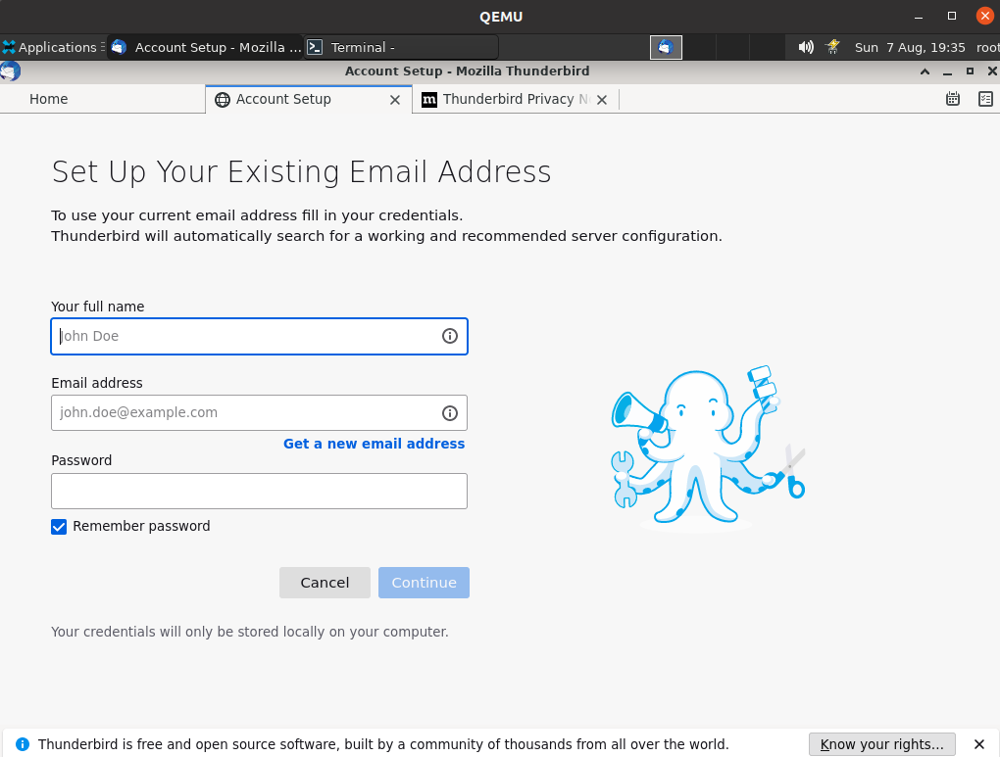 QEMU
Applications
Account Setup - Mozilla ...
Terminal -
Sun 7 Aug, 19:35
root
Account Setup - Mozilla Thunderbird
Home
Account Setup
m
Thunderbird Privacy N
Set Up Your Existing Email Address
To use your current email address fill in your credentials.
Thunderbird will automatically search for a working and recommended server configuration.
Your full name
John Doe
Email address
john.doe@example.com
Get a new email address
Password
Remember password
Cancel
Continue
Your credentials will only be stored locally on your computer.
Thunderbird is free and open source software, built by a community of thousands from all over the world.
Know your rights...